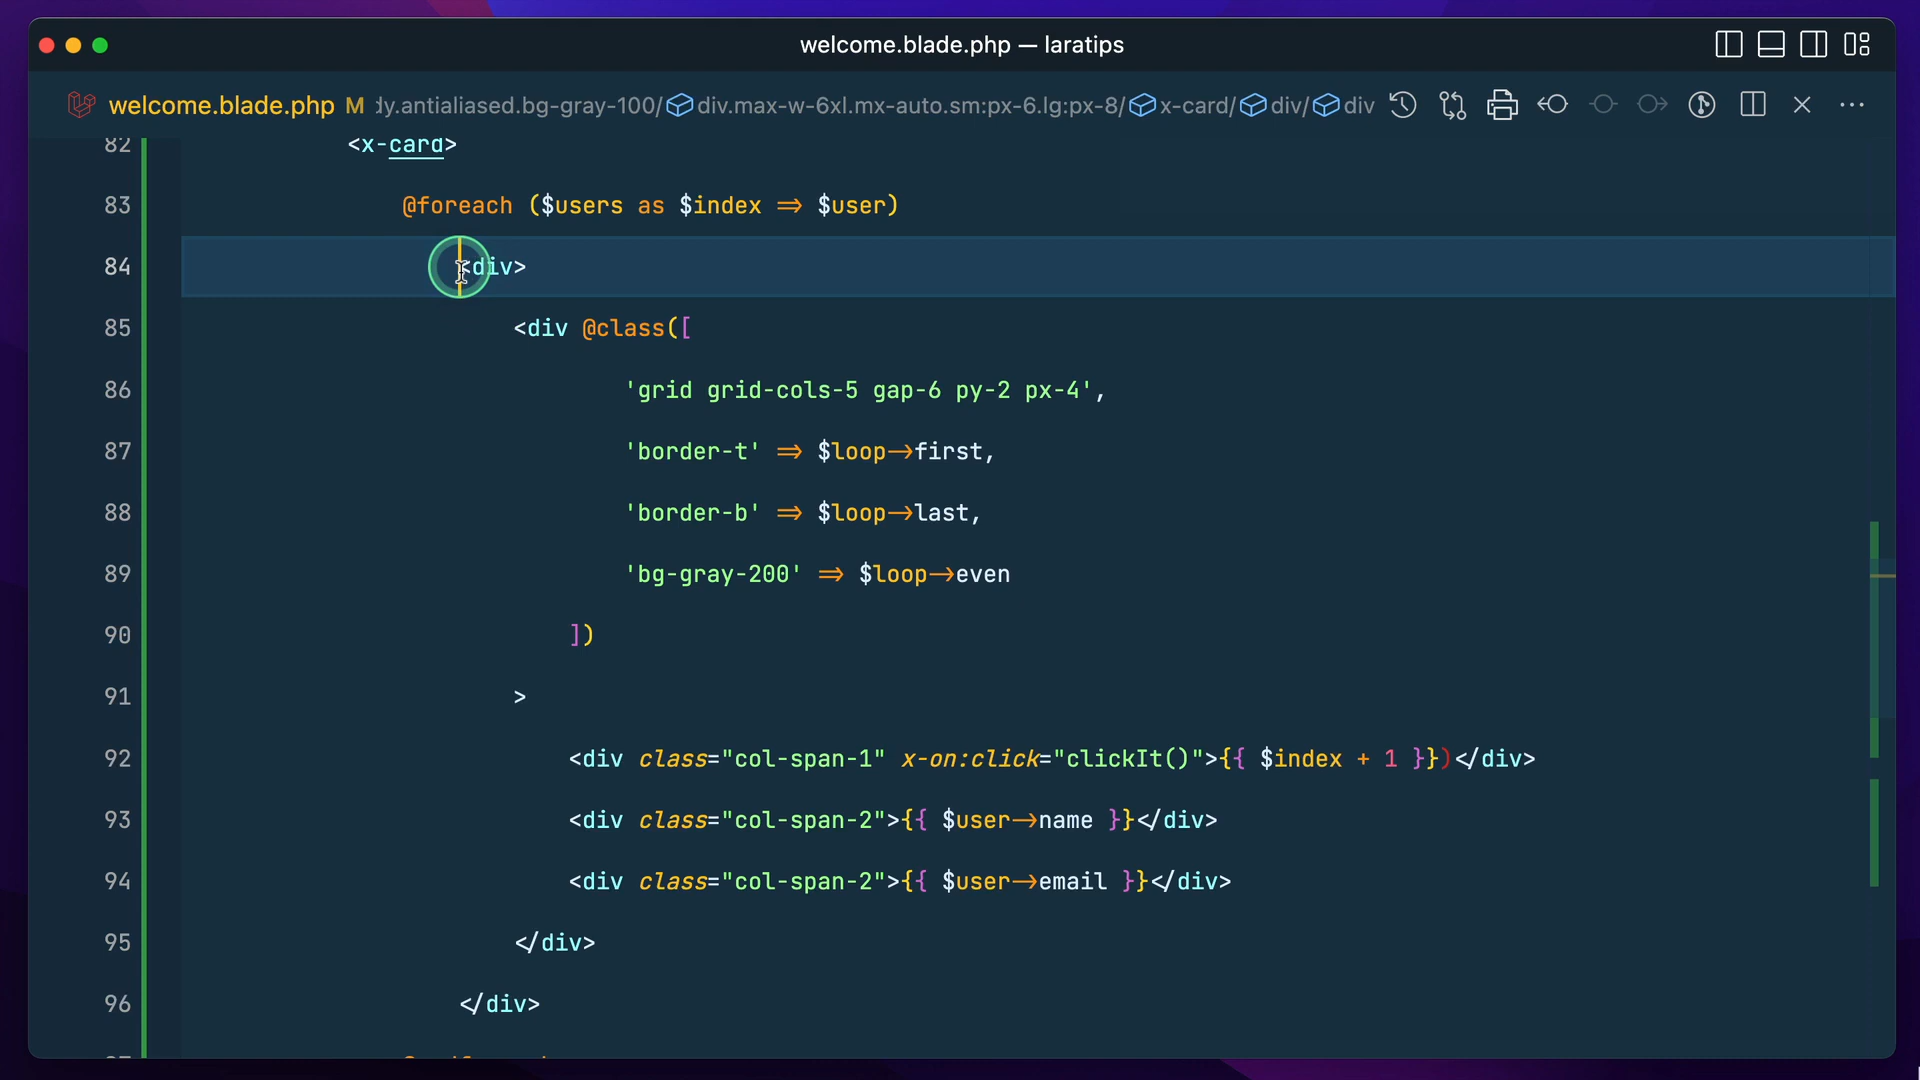 welcome.blade.php — laratips
welcome.blade.php M dy.antialiased.bg-gray-100/ div.max-w-6xl.mx-auto.sm:px-6.lg:px-8/ x-card/ div/ div
82 <x-card>
83 @foreach ($users as $index => $user)
84 <div>
85 <div @class([
86 'grid grid-cols-5 gap-6 py-2 px-4',
87 'border-t' => $loop->first,
88 'border-b' => $loop->last,
89 'bg-gray-200' => $loop->even
90 ])
91 >
92 <div class="col-span-1" x-on:click="clickIt()">{{ $index + 1 }})</div>
93 <div class="col-span-2">{{ $user->name }}</div>
94 <div class="col-span-2">{{ $user->email }}</div>
95 </div>
96 </div>